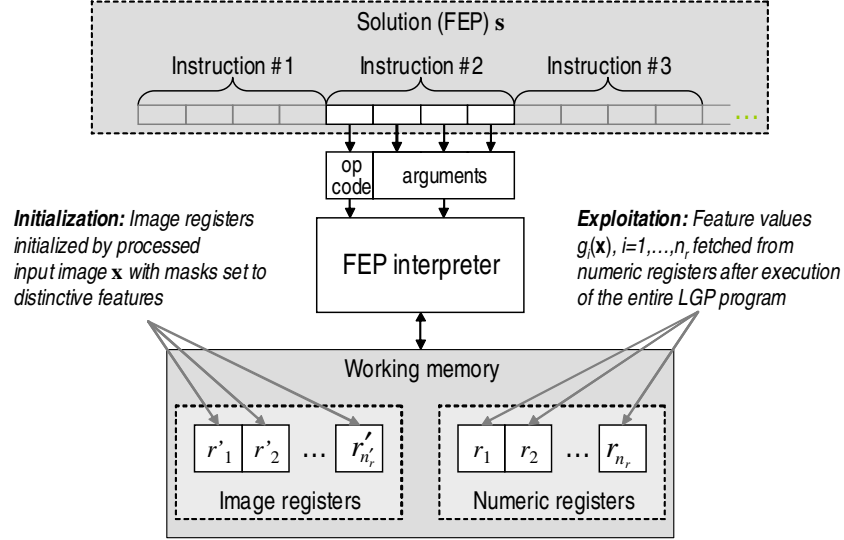 Solution (FEP) s
Instruction #1 Instruction #2 Instruction #3
...
op
code
arguments
Initialization: Image registers
initialized by processed
input image x with masks set to
distinctive features
FEP interpreter
Exploitation: Feature values
gi(x), i=1,...,nr fetched from
numeric registers after execution
of the entire LGP program
Working memory
r'1 r'2 ... r'n'r
Image registers
r1 r2 ... rnr
Numeric registers